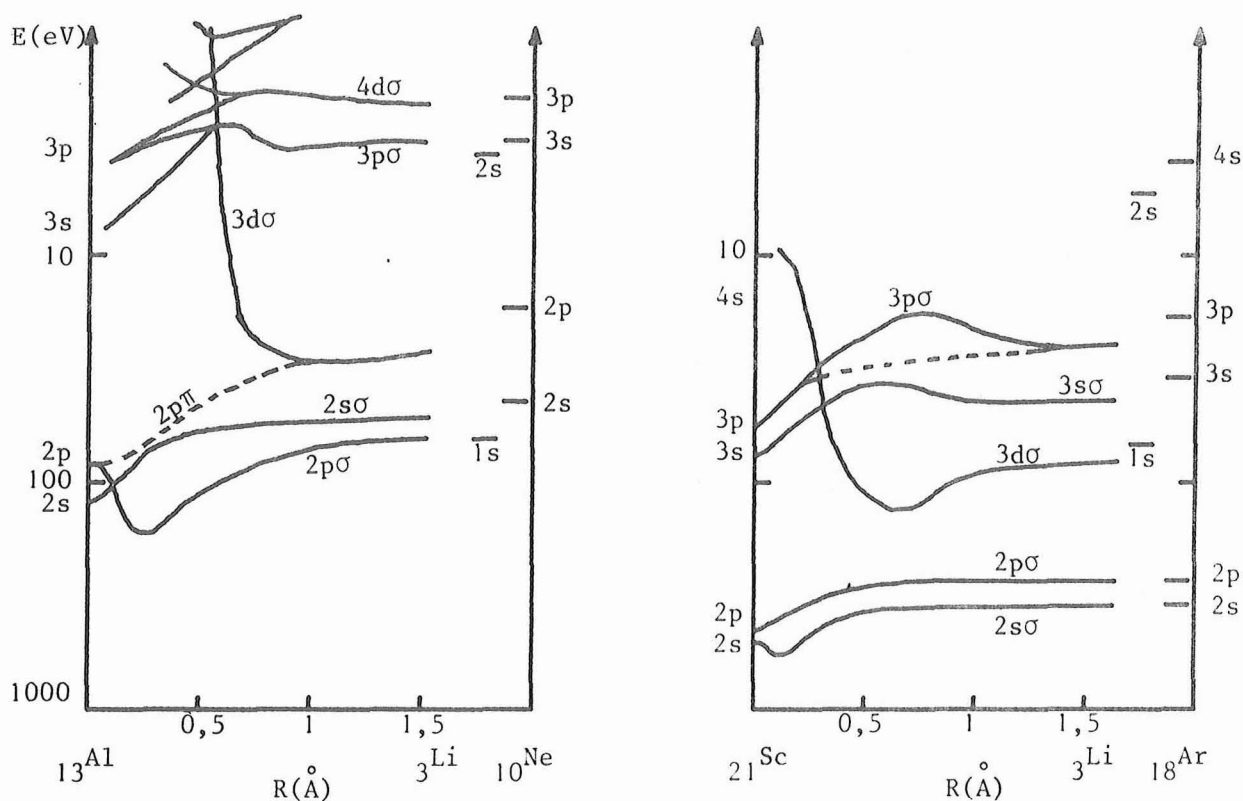 E(eV)
4dσ
3p
3p
3s
3pσ
2s
3s
3dσ
10
2p
2pπ
2sσ
2s
2p
100
2s
2pσ
1s
1000
0,5
1
1,5
13Al
R(Å)
3Li
10Ne
4s
2s
10
4s
3pσ
3p
3s
3p
3s
3sσ
3dσ
1s
2pσ
2p
2p
2s
2s
2sσ
0,5
1
1,5
21Sc
R(Å)
3Li
18Ar